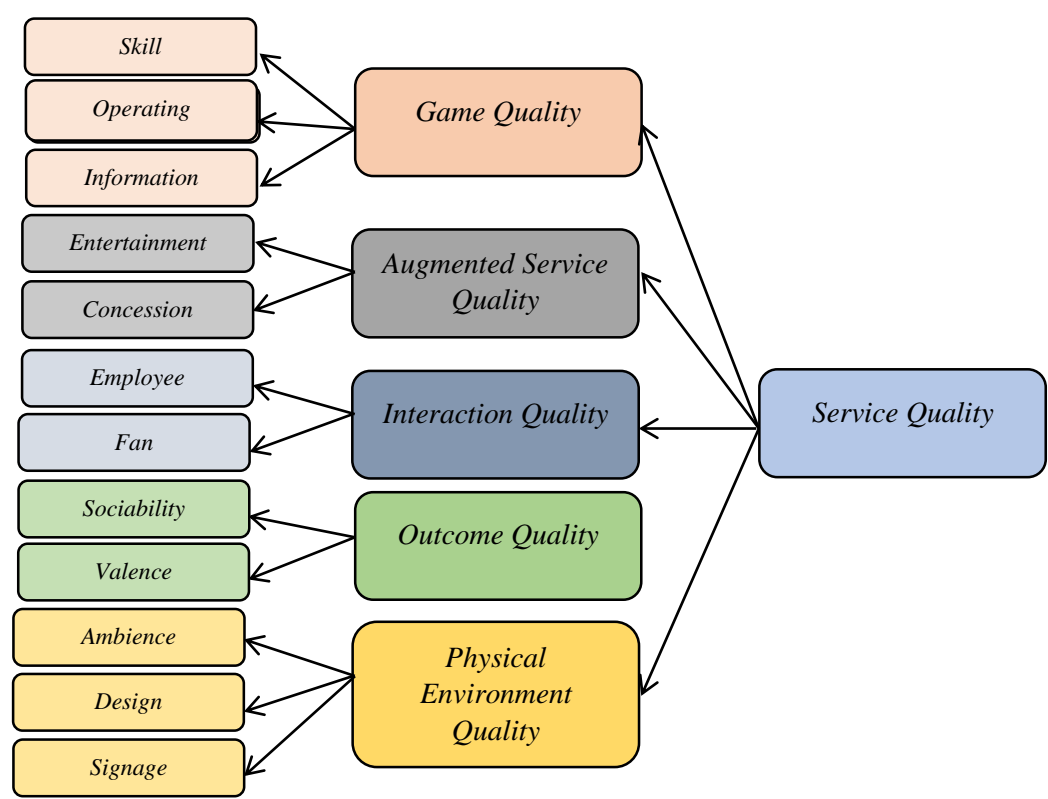 Skill
Operating
Information
Entertainment
Concession
Employee
Fan
Sociability
Valence
Ambience
Design
Signage
Game Quality
Augmented Service
Quality
Interaction Quality
Outcome Quality
Physical
Environment
Quality
Service Quality